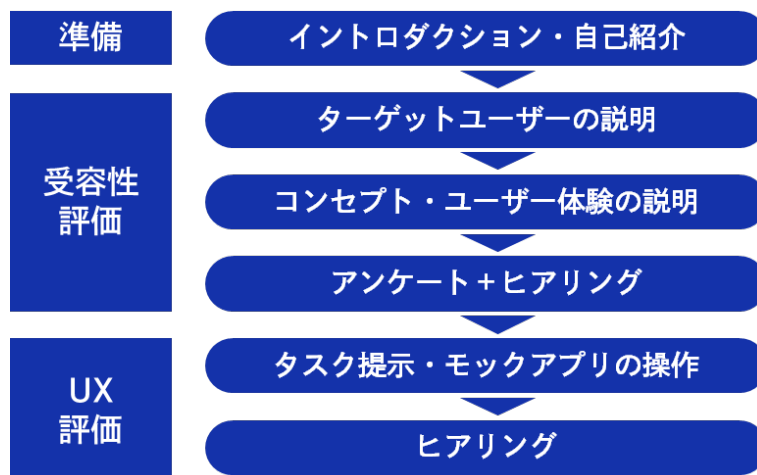 準備
イントロダクション・自己紹介
受容性
評価
ターゲットユーザーの説明
コンセプト・ユーザー体験の説明
アンケート＋ヒアリング
UX
評価
タスク提示・モックアプリの操作
ヒアリング